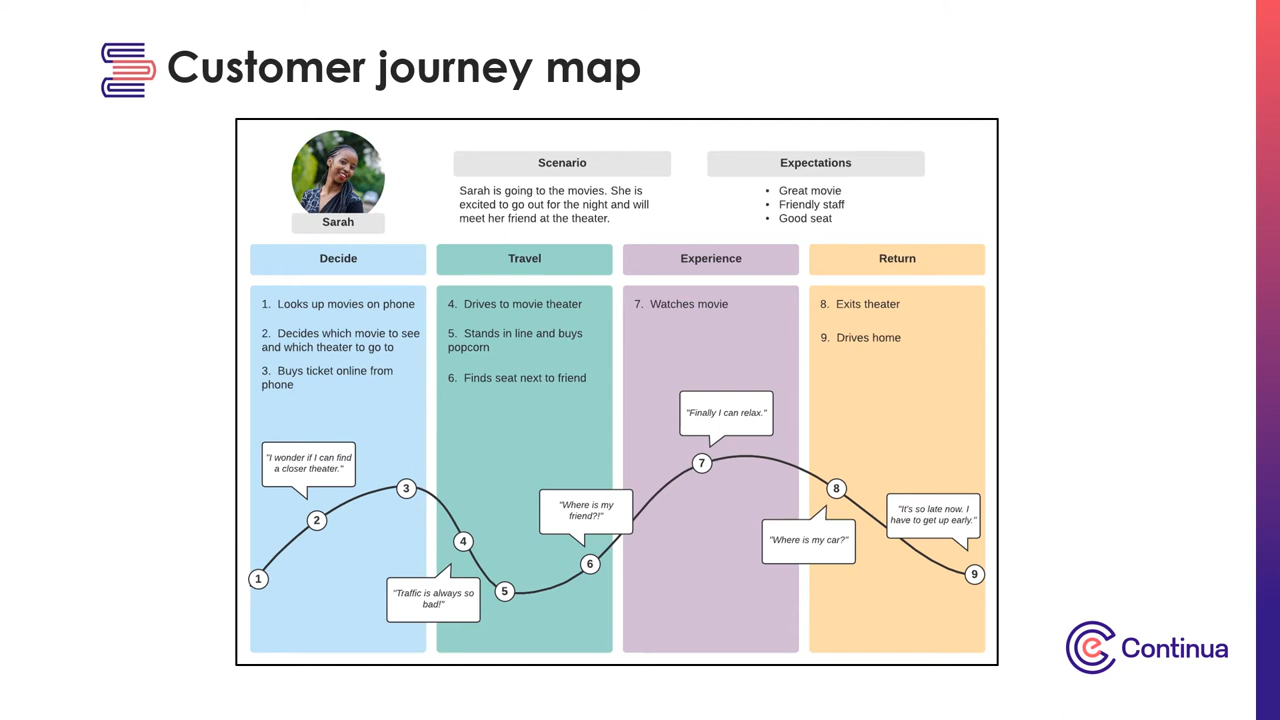 Customer journey map
Sarah
Scenario
Sarah is going to the movies. She is
excited to go out for the night and will
meet her friend at the theater.
Expectations
• Great movie
• Friendly staff
• Good seat
Decide
1. Looks up movies on phone
2. Decides which movie to see
and which theater to go to
3. Buys ticket online from
phone
"I wonder if I can find
a closer theater."
1
2
3
Travel
4. Drives to movie theater
5. Stands in line and buys
popcorn
6. Finds seat next to friend
"Traffic is always so
bad!"
"Where is my
friend?!"
4
5
6
Experience
7. Watches movie
"Finally I can relax."
7
Return
8. Exits theater
9. Drives home
"Where is my car?"
"It's so late now. I
have to get up early."
8
9
e
Continua